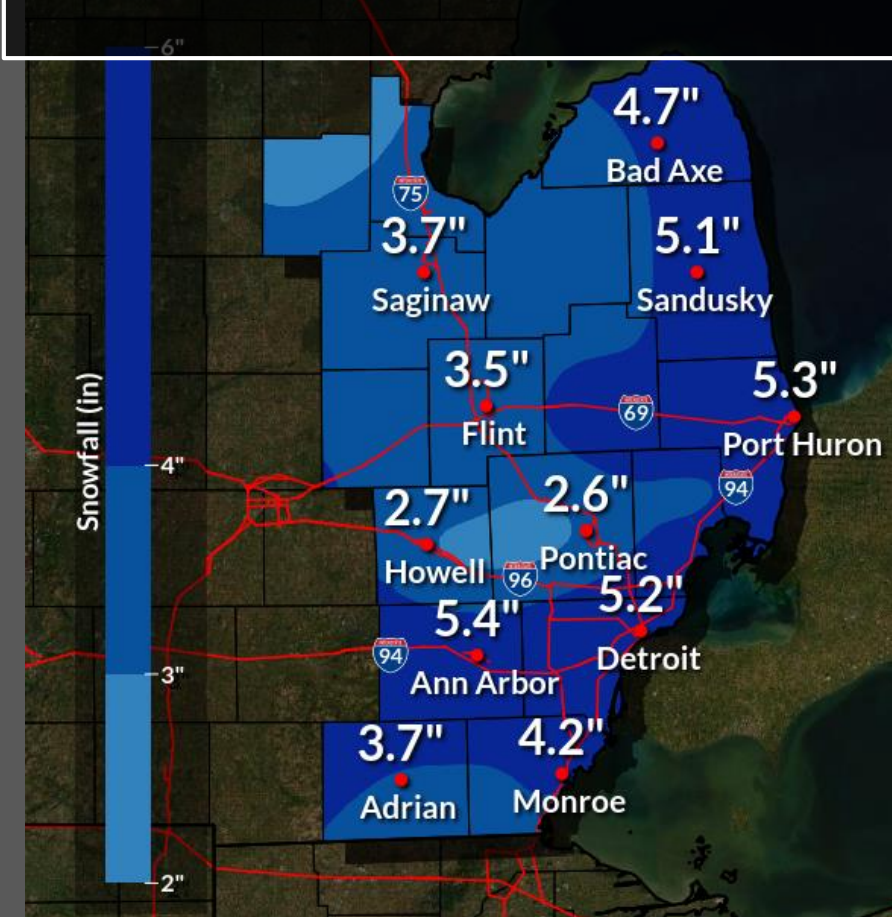 6"
4.7"
Bad Axe
75
3.7"
5.1"
Saginaw
Sandusky
3.5"
5.3"
69
Flint
Port Huron
Snowfall (in)
4"
94
2.7"
2.6"
Howell
Pontiac
96
5.4"
5.2"
94
Detroit
Ann Arbor
3"
3.7"
4.2"
Adrian
Monroe
2"